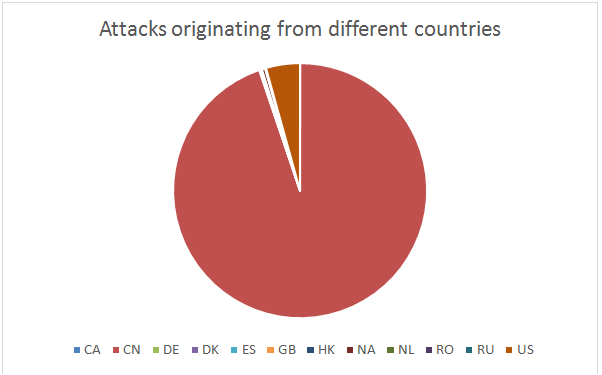 Attacks originating from different countries
CA CN DE DK ES GB HK NA NL RO RU US